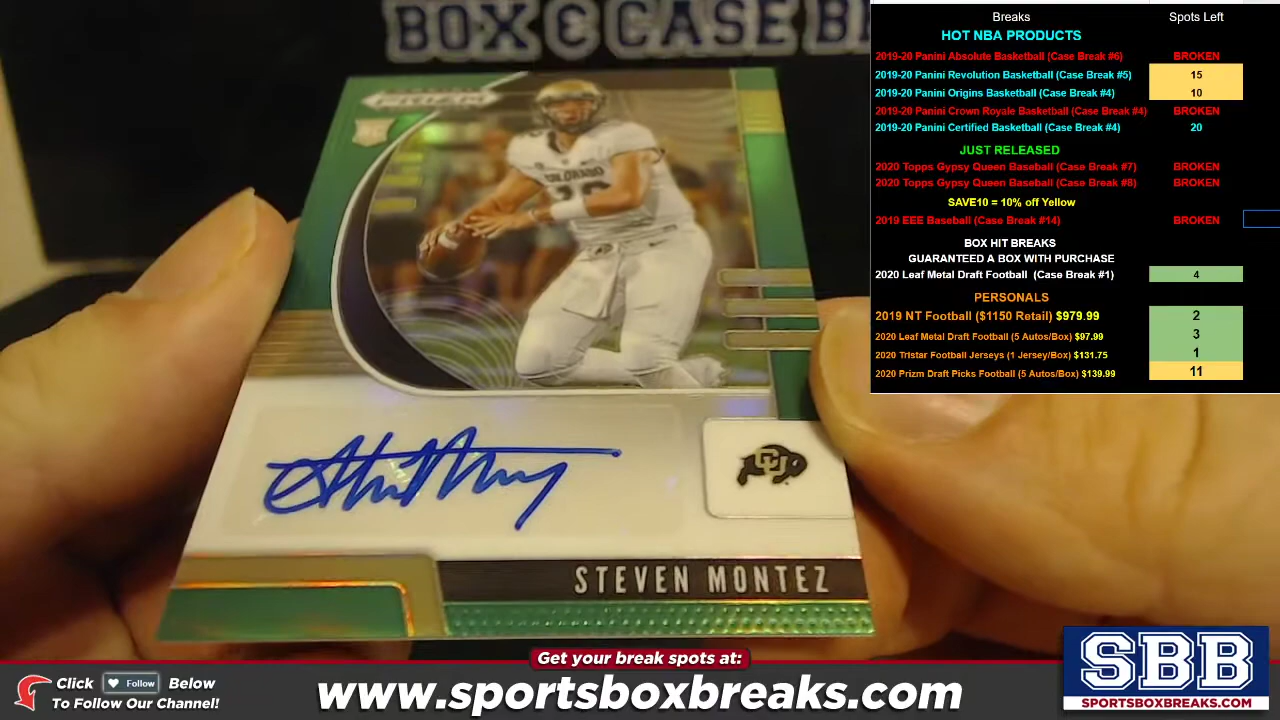 BOX & CASE B
PRIZM
COLORADO
CU
STEVEN MONTEZ
Breaks Spots Left
HOT NBA PRODUCTS
2019-20 Panini Absolute Basketball (Case Break #6) BROKEN
2019-20 Panini Revolution Basketball (Case Break #5) 15
2019-20 Panini Origins Basketball (Case Break #4) 10
2019-20 Panini Crown Royale Basketball (Case Break #4) BROKEN
2019-20 Panini Certified Basketball (Case Break #4) 20
JUST RELEASED
2020 Topps Gypsy Queen Baseball (Case Break #7) BROKEN
2020 Topps Gypsy Queen Baseball (Case Break #8) BROKEN
SAVE10 = 10% off Yellow
2019 EEE Baseball (Case Break #14) BROKEN
BOX HIT BREAKS
GUARANTEED A BOX WITH PURCHASE
2020 Leaf Metal Draft Football (Case Break #1) 4
PERSONALS
2019 NT Football ($1150 Retail) $979.99 2
2020 Leaf Metal Draft Football (5 Autos/Box) $97.99 3
2020 Tristar Football Jerseys (1 Jersey/Box) $131.75 1
2020 Prizm Draft Picks Football (5 Autos/Box) $139.99 11
Get your break spots at:
Click Follow Below
To Follow Our Channel!
www.sportsboxbreaks.com
SBB
SPORTSBOXBREAKS.COM